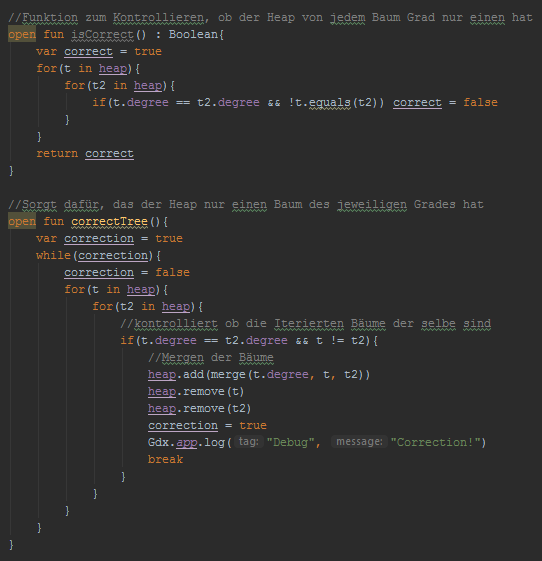 //Funktion zum Kontrollieren, ob der Heap von jedem Baum Grad nur einen hat
open fun isCorrect() : Boolean{
    var correct = true
    for(t in heap){
        for(t2 in heap){
            if(t.degree == t2.degree && !t.equals(t2)) correct = false
        }
    }
    return correct
}

//Sorgt dafür, das der Heap nur einen Baum des jeweiligen Grades hat
open fun correctTree(){
    var correction = true
    while(correction){
        correction = false
        for(t in heap){
            for(t2 in heap){
                //kontrolliert ob die Iterierten Bäume der selbe sind
                if(t.degree == t2.degree && t != t2){
                    //Mergen der Bäume
                    heap.add(merge(t.degree, t, t2))
                    heap.remove(t)
                    heap.remove(t2)
                    correction = true
                    Gdx.app.log( tag: "Debug", message: "Correction!")
                    break
                }
            }
        }
    }
}